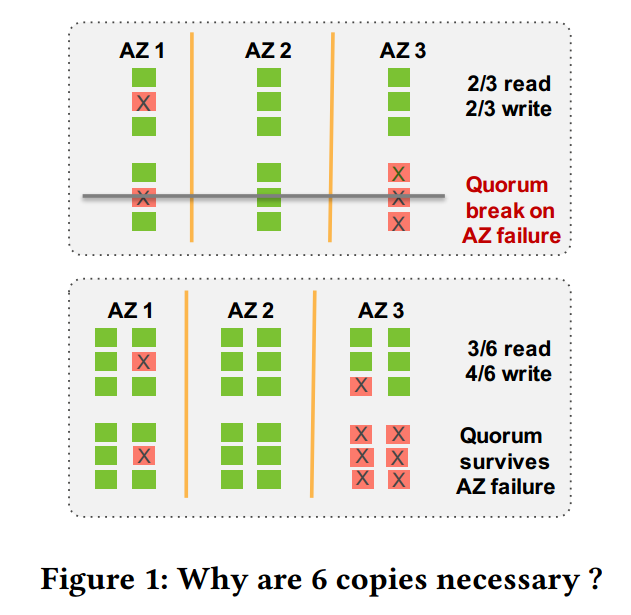 AZ 1 AZ 2 AZ 3
X
2/3 read
2/3 write
X
X X
X
Quorum
break on
AZ failure
AZ 1 AZ 2 AZ 3
X
X
3/6 read
4/6 write
X X
X X X
X X
Quorum
survives
AZ failure
Figure 1: Why are 6 copies necessary ?